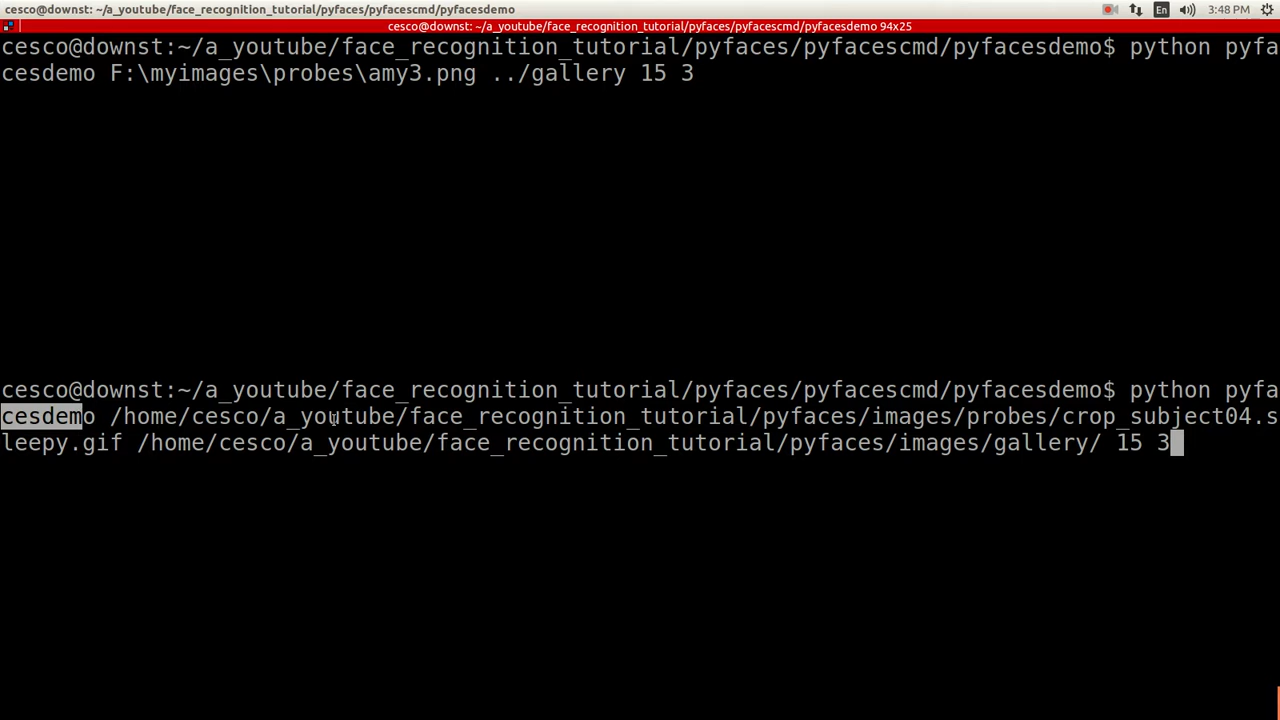 cesco@downst: ~/a_youtube/face_recognition_tutorial/pyfaces/pyfacescmd/pyfacesdemo
En
3:48 PM
cesco@downst: ~/a_youtube/face_recognition_tutorial/pyfaces/pyfacescmd/pyfacesdemo 94x25
cesco@downst:~/a_youtube/face_recognition_tutorial/pyfaces/pyfacescmd/pyfacesdemo$ python pyfa
cesdemo F:\myimages\probes\amy3.png ../gallery 15 3
cesco@downst:~/a_youtube/face_recognition_tutorial/pyfaces/pyfacescmd/pyfacesdemo$ python pyfa
cesdemo /home/cesco/a_youtube/face_recognition_tutorial/pyfaces/images/probes/crop_subject04.s
leepy.gif /home/cesco/a_youtube/face_recognition_tutorial/pyfaces/images/gallery/ 15 3